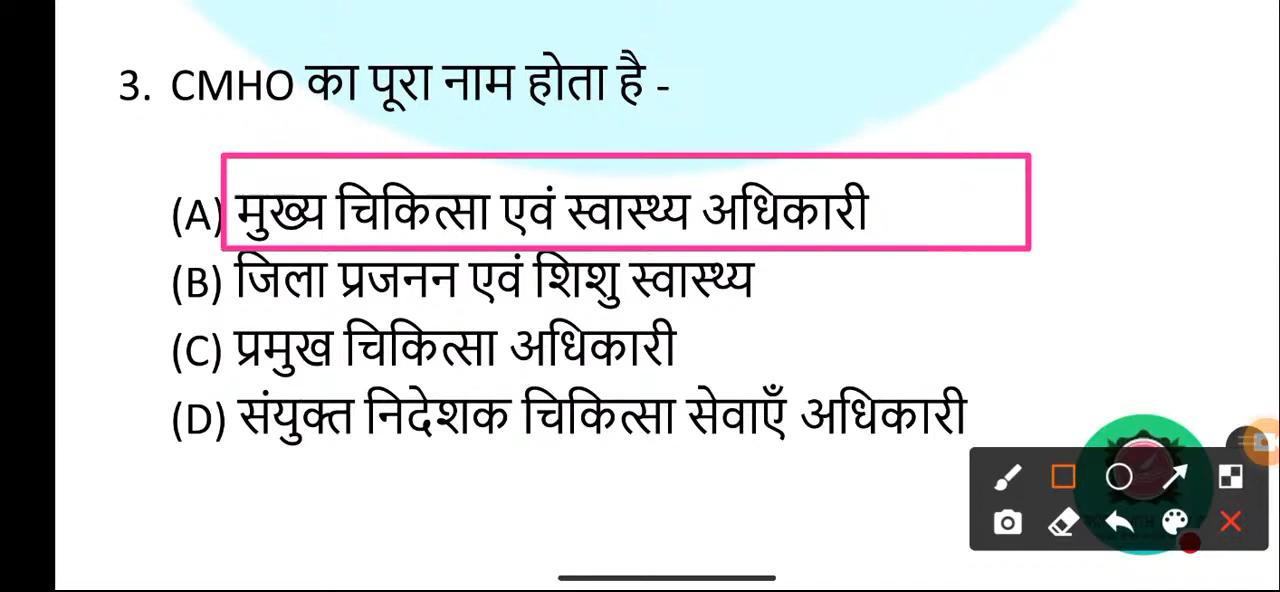 3. CMHO का पूरा नाम होता है -
(A) मुख्य चिकित्सा एवं स्वास्थ्य अधिकारी
(B) जिला प्रजनन एवं शिशु स्वास्थ्य
(C) प्रमुख चिकित्सा अधिकारी
(D) संयुक्त निदेशक चिकित्सा सेवाएँ अधिकारी